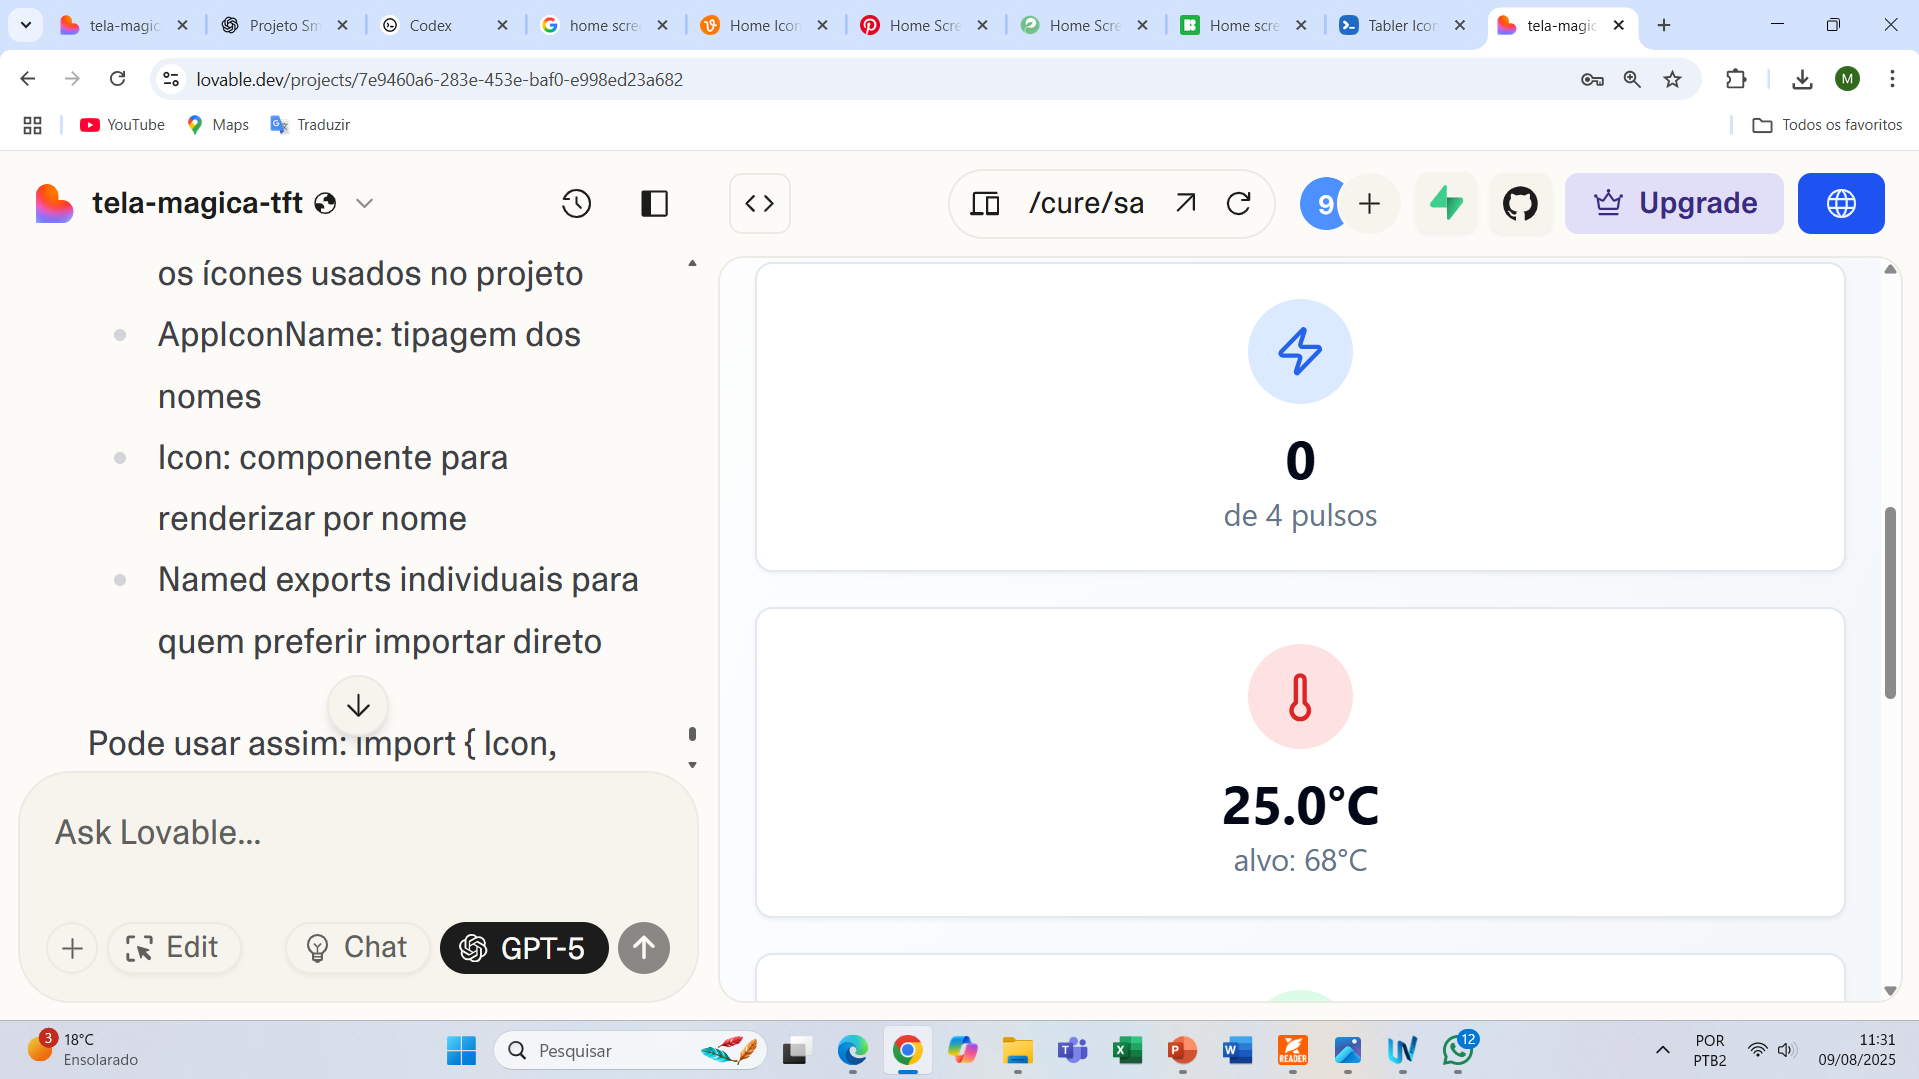 tela-magic
Projeto Sm
Codex
home scre
Home Icon
Home Scre
Home Scre
Home scre
Tabler Icon
tela-magic
lovable.dev/projects/7e9460a6-283e-453e-baf0-e998ed23a682
M
YouTube
Maps
Traduzir
Todos os favoritos
tela-magica-tft
/cure/sa
9
Upgrade
os ícones usados no projeto
AppIconName: tipagem dos
nomes
Icon: componente para
renderizar por nome
Named exports individuais para
quem preferir importar direto
Pode usar assim: import { Icon,
Ask Lovable...
Edit
Chat
GPT-5
0
de 4 pulsos
25.0°C
alvo: 68°C
3
18°C
Ensolarado
Pesquisar
READER
12
POR
PTB2
11:31
09/08/2025